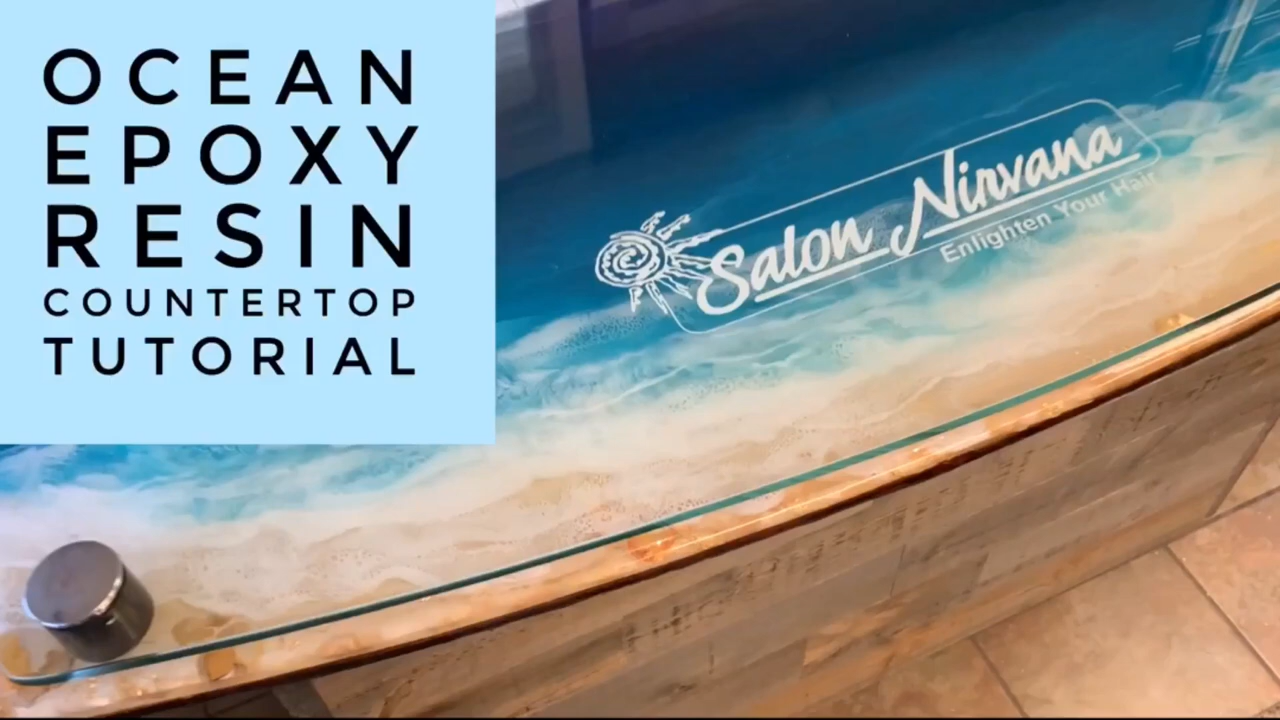 OCEAN
EPOXY
RESIN
COUNTERTOP
TUTORIAL
Salon Nirvana
Enlighten Your Hair